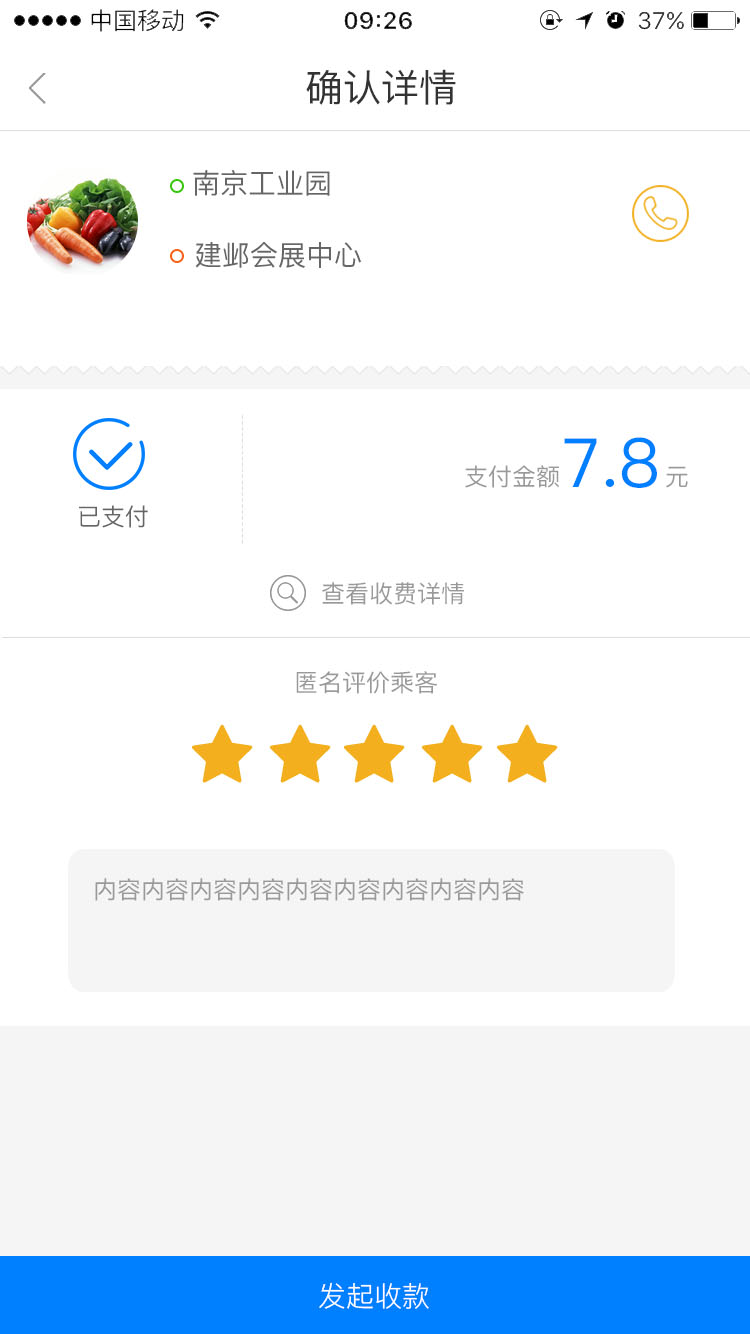 中国移动 09:26 37%
确认详情
南京工业园
建邺会展中心
已支付
支付金额 7.8 元
查看收费详情
匿名评价乘客
内容内容内容内容内容内容内容内容内容
发起收款